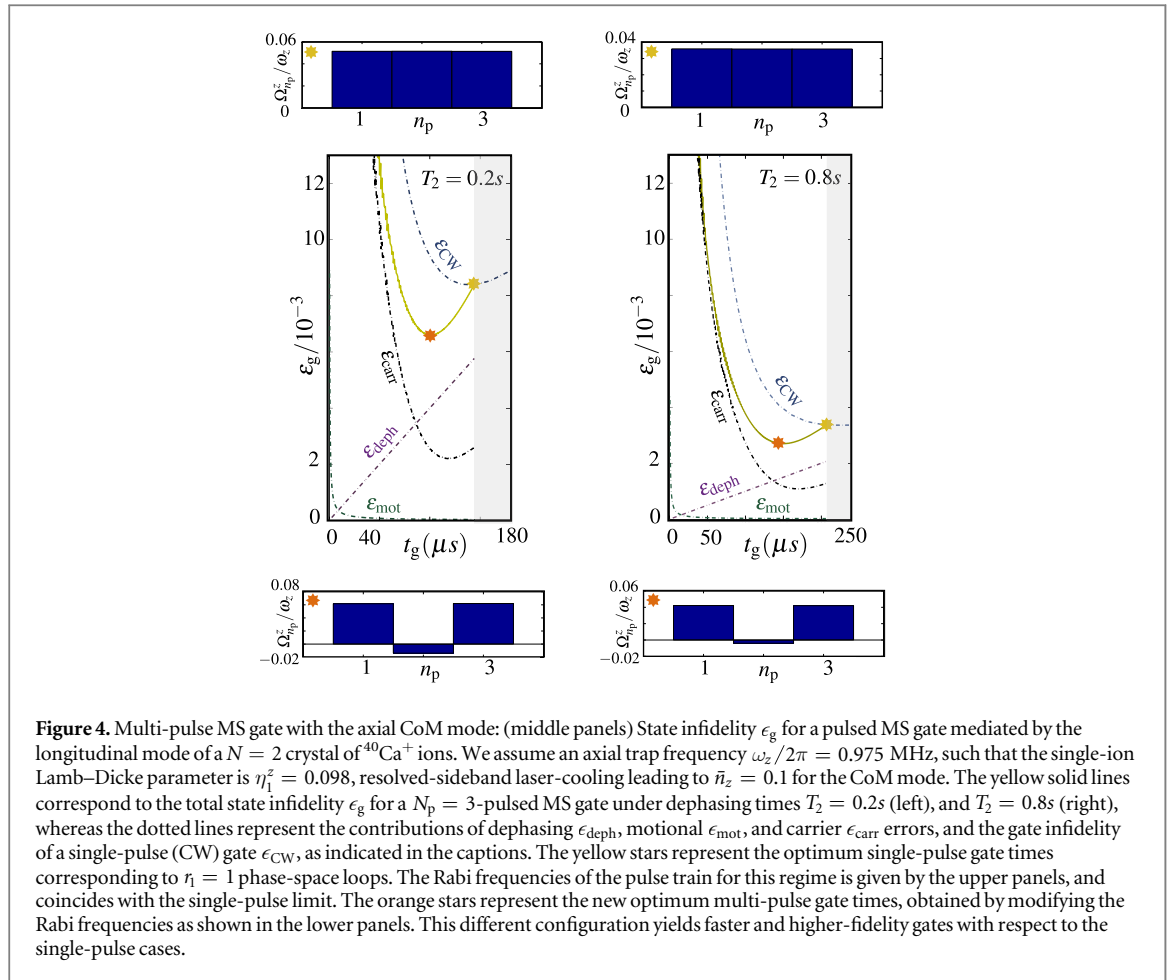 0.06
Ω^z_{n_p}/ω_z
0
1 n_p 3
0.04
Ω^z_{n_p}/ω_z
0
1 n_p 3
T_2 = 0.2s
12
10
ε_g/10^{-3}
2
0
ε_CW
ε_carr
ε_deph
ε_mot
0 40 t_g(μs) 180
T_2 = 0.8s
12
10
ε_g/10^{-3}
2
0
ε_CW
ε_carr
ε_deph
ε_mot
0 50 t_g(μs) 250
0.08
Ω^z_{n_p}/ω_z
−0.02
1 n_p 3
0.06
Ω^z_{n_p}/ω_z
−0.02
1 n_p 3
Figure 4. Multi-pulse MS gate with the axial CoM mode: (middle panels) State infidelity ϵ_g for a pulsed MS gate mediated by the
longitudinal mode of a N = 2 crystal of ^{40}Ca^+ ions. We assume an axial trap frequency ω_z/2π = 0.975 MHz, such that the single-ion
Lamb–Dicke parameter is η^z_1 = 0.098, resolved-sideband laser-cooling leading to n̄_z = 0.1 for the CoM mode. The yellow solid lines
correspond to the total state infidelity ϵ_g for a N_p = 3-pulsed MS gate under dephasing times T_2 = 0.2s (left), and T_2 = 0.8s (right),
whereas the dotted lines represent the contributions of dephasing ϵ_deph, motional ϵ_mot, and carrier ϵ_carr errors, and the gate infidelity
of a single-pulse (CW) gate ϵ_CW, as indicated in the captions. The yellow stars represent the optimum single-pulse gate times
corresponding to r_1 = 1 phase-space loops. The Rabi frequencies of the pulse train for this regime is given by the upper panels, and
coincides with the single-pulse limit. The orange stars represent the new optimum multi-pulse gate times, obtained by modifying the
Rabi frequencies as shown in the lower panels. This different configuration yields faster and higher-fidelity gates with respect to the
single-pulse cases.